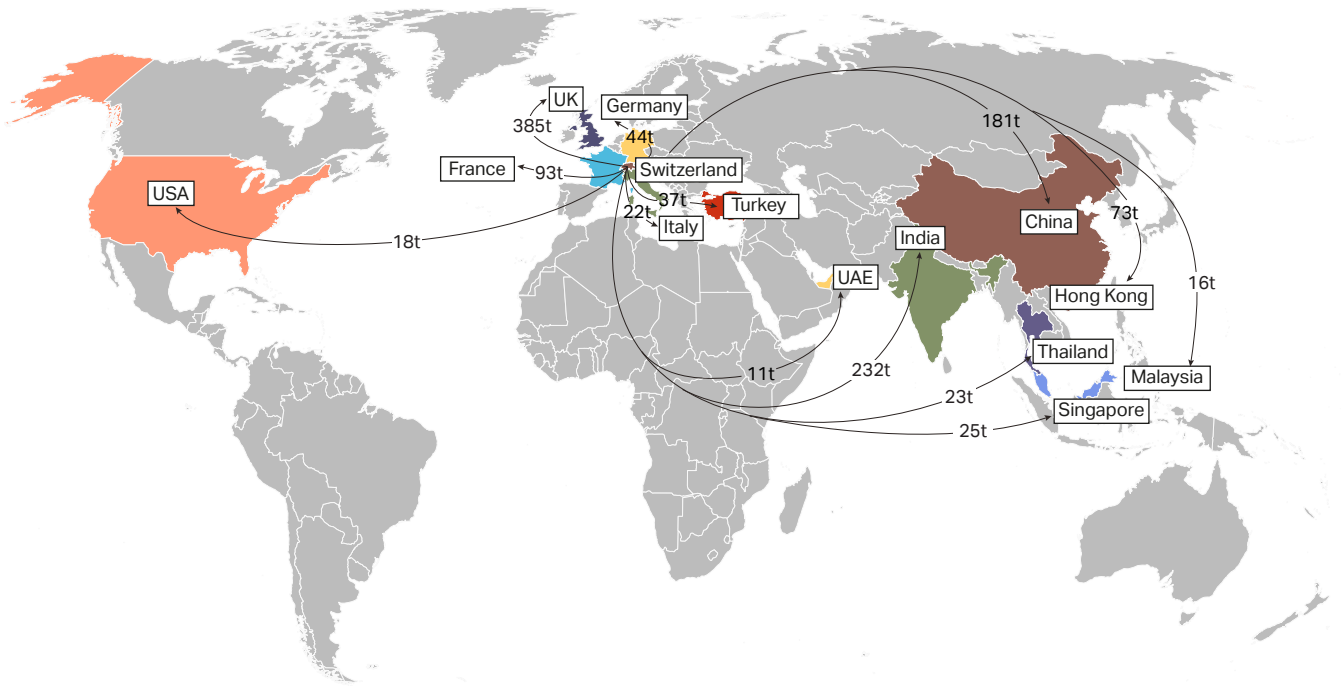 UK
Germany
385t
44t
181t
France
93t
Switzerland
USA
37t
Turkey
22t
Italy
China
73t
India
18t
UAE
Hong Kong
16t
Thailand
11t
232t
Malaysia
23t
Singapore
25t